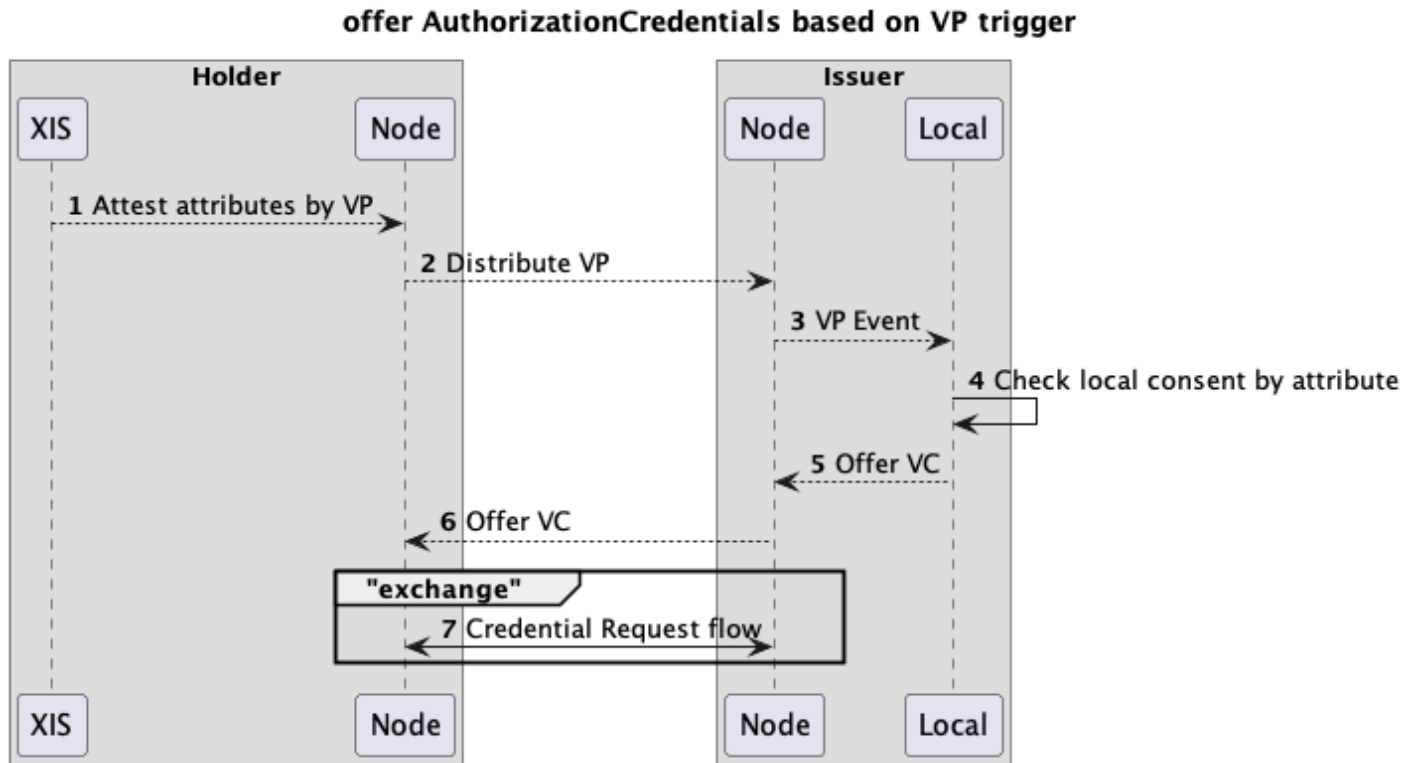 offer AuthorizationCredentials based on VP trigger
Holder
Issuer
XIS
Node
Node
Local
1 Attest attributes by VP
2 Distribute VP
3 VP Event
4 Check local consent by attribute
5 Offer VC
6 Offer VC
"exchange"
7 Credential Request flow
XIS
Node
Node
Local